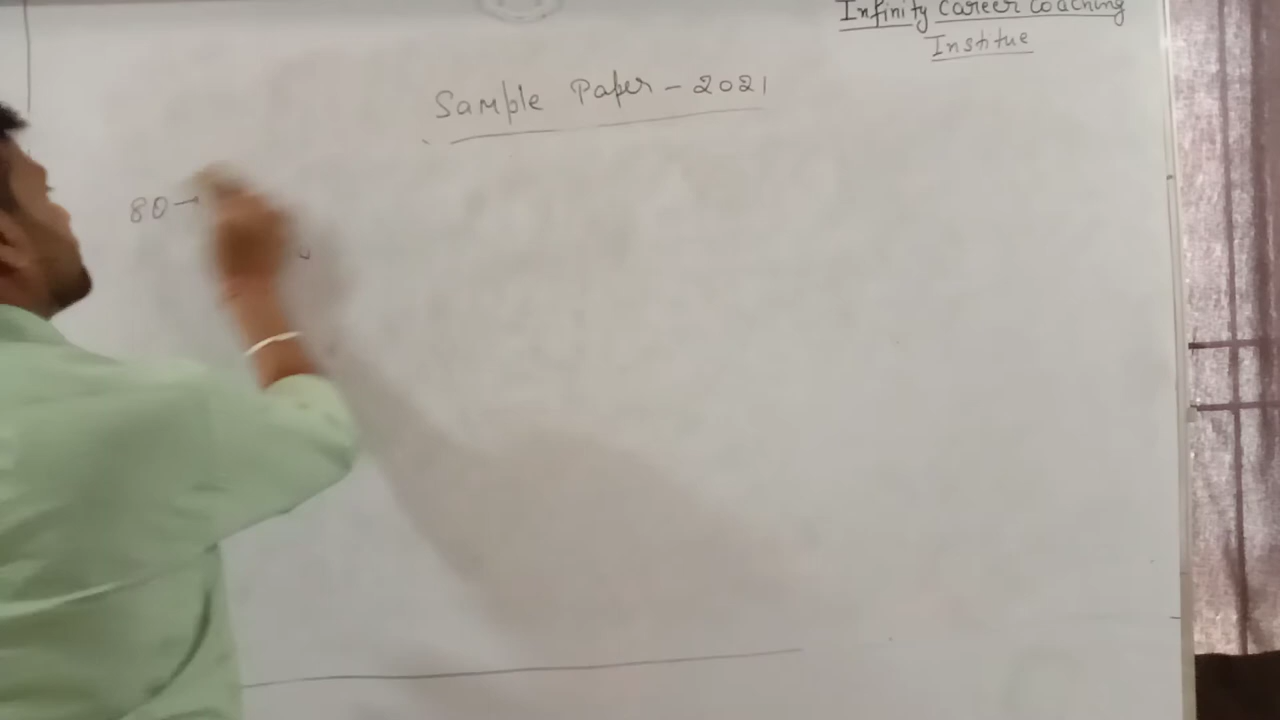 Infinity Career Coaching
Institue
Sample Paper - 2021
80 →